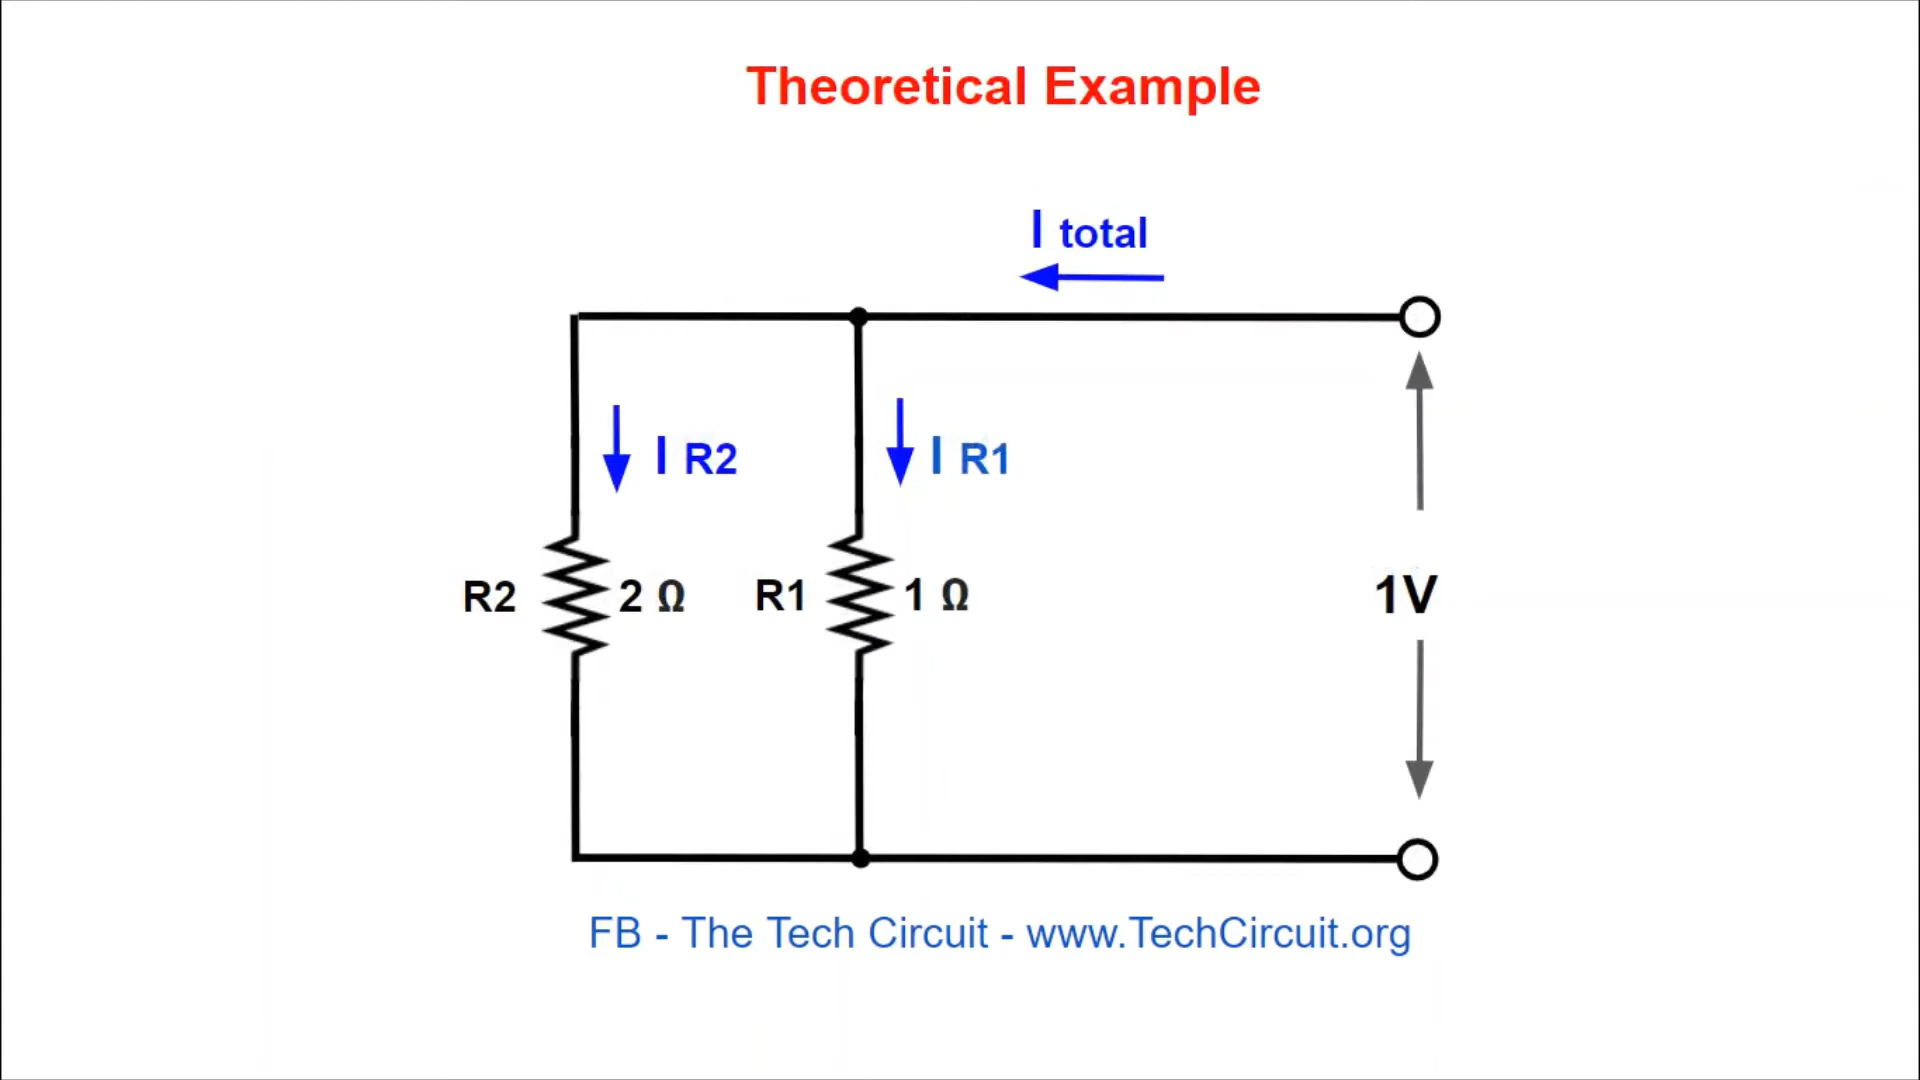 Theoretical Example
I total
I R2
I R1
R2
2 Ω
R1
1 Ω
1V
FB - The Tech Circuit - www.TechCircuit.org